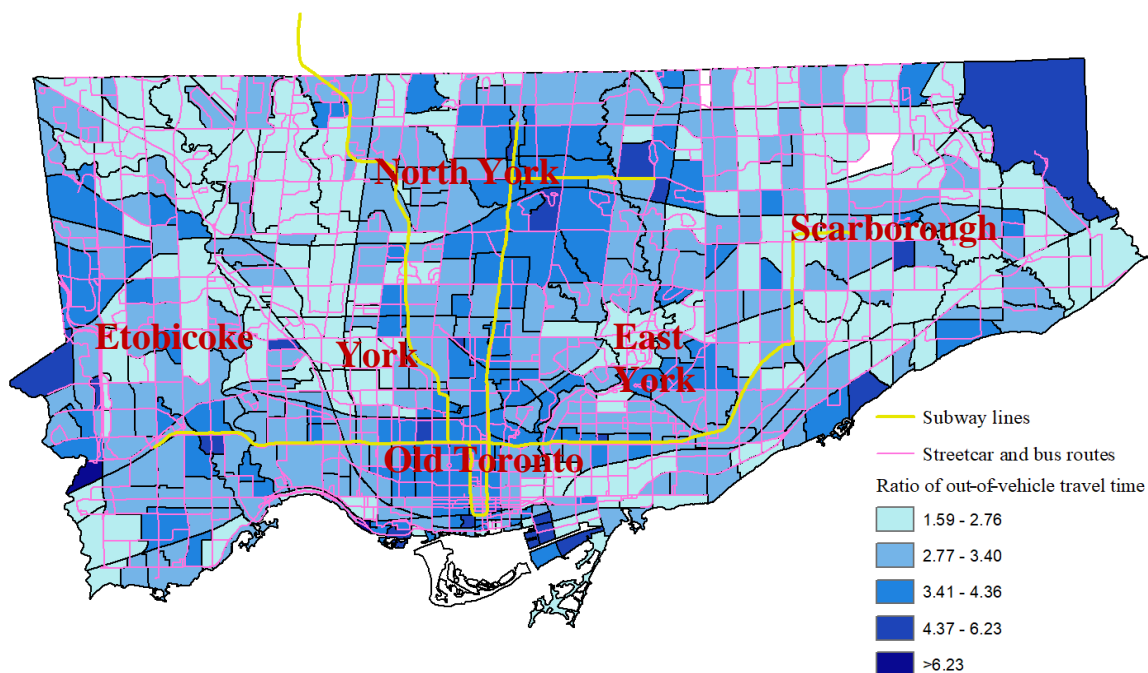 North York
Scarborough
Etobicoke
York
East
York
Old Toronto
Subway lines
Streetcar and bus routes
Ratio of out-of-vehicle travel time
1.59 - 2.76
2.77 - 3.40
3.41 - 4.36
4.37 - 6.23
>6.23